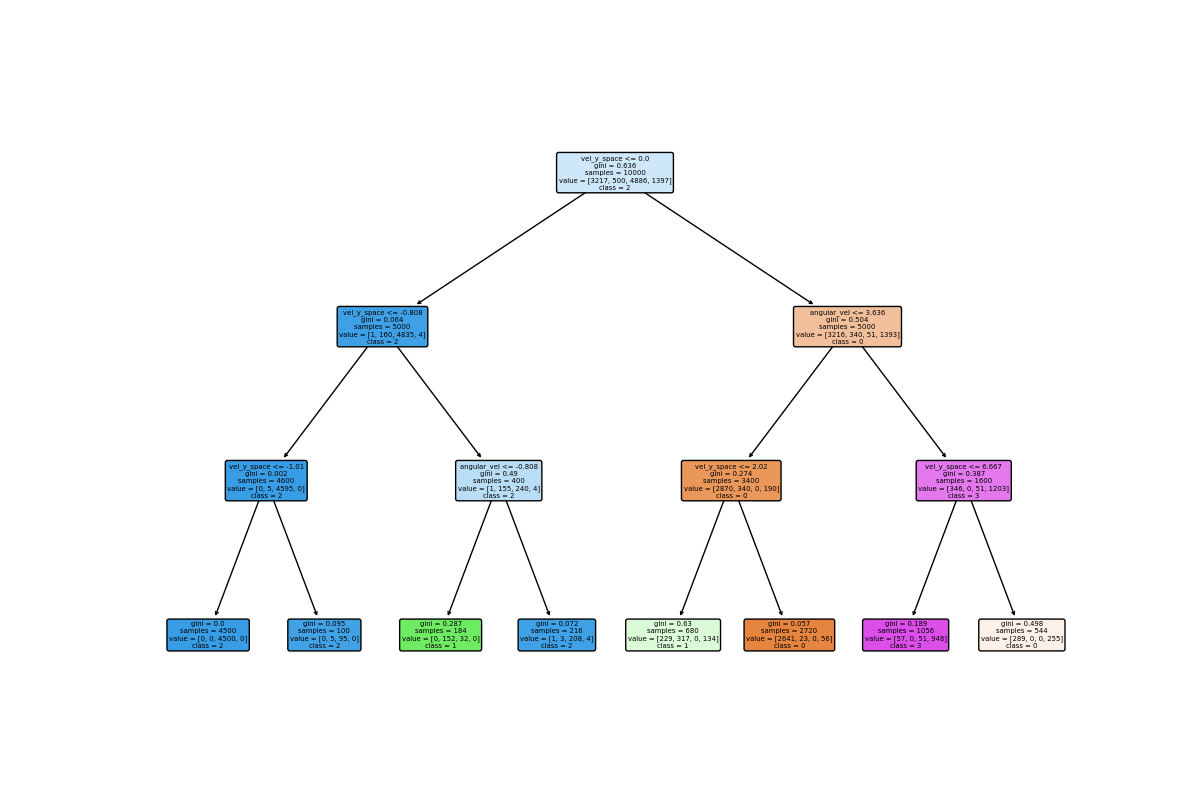 vel_y_space <= 0.0
gini = 0.636
samples = 10000
value = [3217, 500, 4886, 1397]
class = 2
vel_y_space <= -0.808
gini = 0.064
samples = 5000
value = [1, 160, 4835, 4]
class = 2
angular_vel <= 3.636
gini = 0.504
samples = 5000
value = [3216, 340, 51, 1393]
class = 0
vel_y_space <= -1.01
gini = 0.002
samples = 4600
value = [0, 5, 4595, 0]
class = 2
angular_vel <= -0.808
gini = 0.49
samples = 400
value = [1, 155, 240, 4]
class = 2
vel_y_space <= 2.02
gini = 0.274
samples = 3400
value = [2870, 340, 0, 190]
class = 0
vel_y_space <= 6.667
gini = 0.387
samples = 1600
value = [346, 0, 51, 1203]
class = 3
gini = 0.0
samples = 4500
value = [0, 0, 4500, 0]
class = 2
gini = 0.095
samples = 100
value = [0, 5, 95, 0]
class = 2
gini = 0.287
samples = 184
value = [0, 152, 32, 0]
class = 1
gini = 0.072
samples = 216
value = [1, 3, 208, 4]
class = 2
gini = 0.63
samples = 680
value = [229, 317, 0, 134]
class = 1
gini = 0.057
samples = 2720
value = [2641, 23, 0, 56]
class = 0
gini = 0.189
samples = 1056
value = [57, 0, 51, 948]
class = 3
gini = 0.498
samples = 544
value = [289, 0, 0, 255]
class = 0